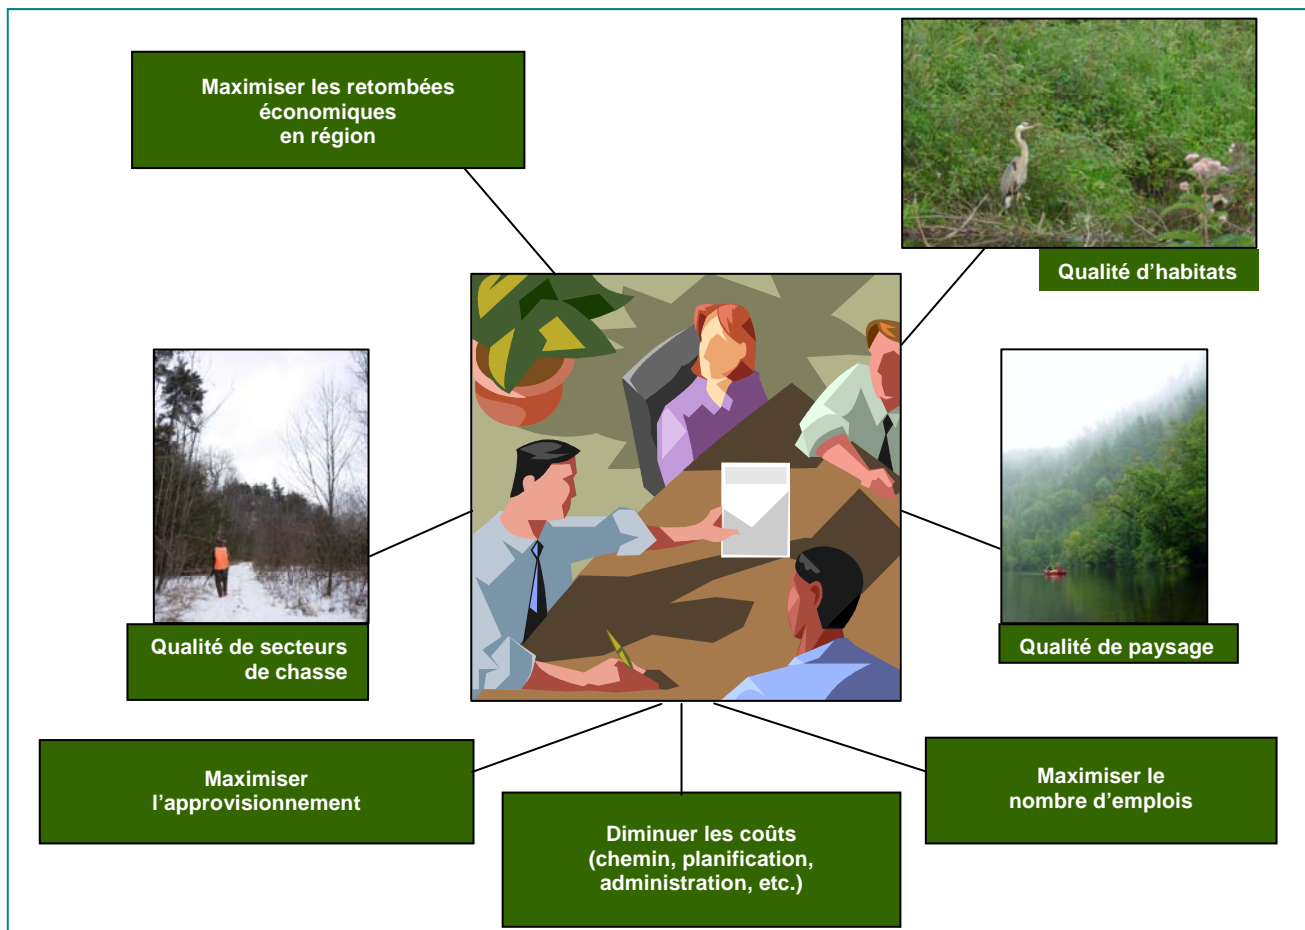 Maximiser les retombées
économiques
en région
Qualité d’habitats
Qualité de secteurs
de chasse
Qualité de paysage
Maximiser
l’approvisionnement
Diminuer les coûts
(chemin, planification,
administration, etc.)
Maximiser le
nombre d’emplois